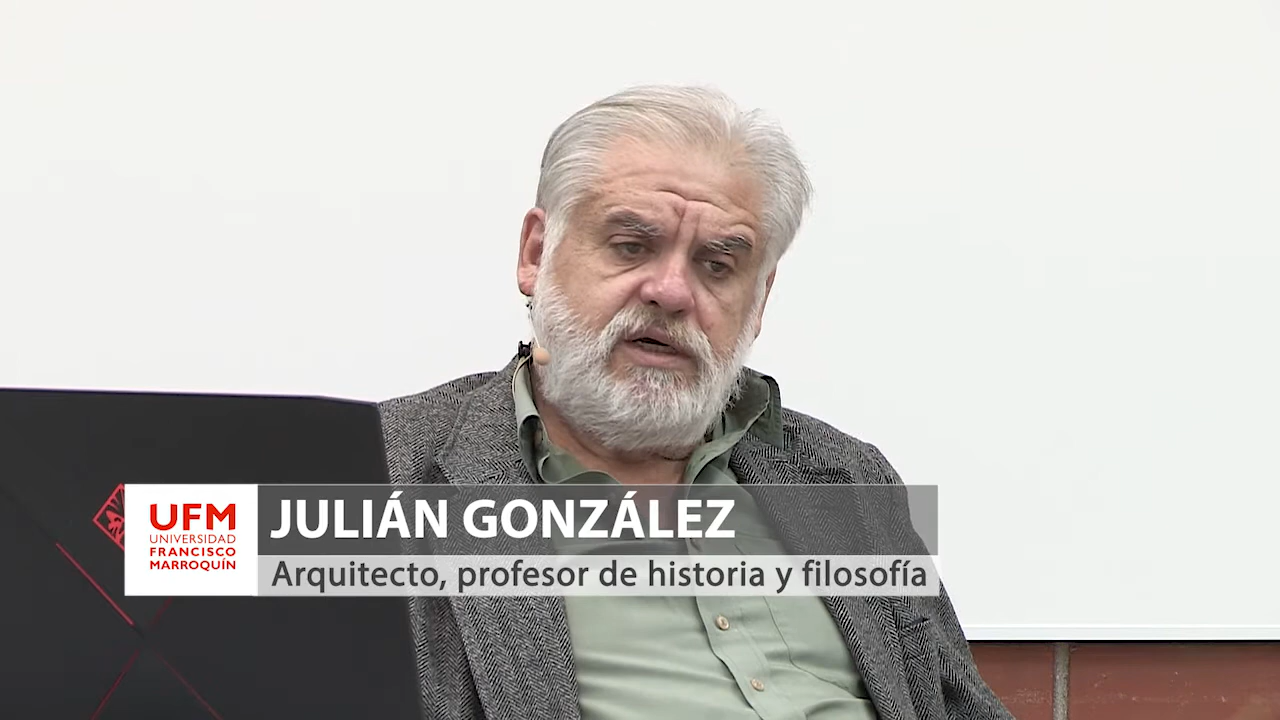 UFM
UNIVERSIDAD
FRANCISCO
MARROQUÍN
JULIÁN GONZÁLEZ
Arquitecto, profesor de historia y filosofía